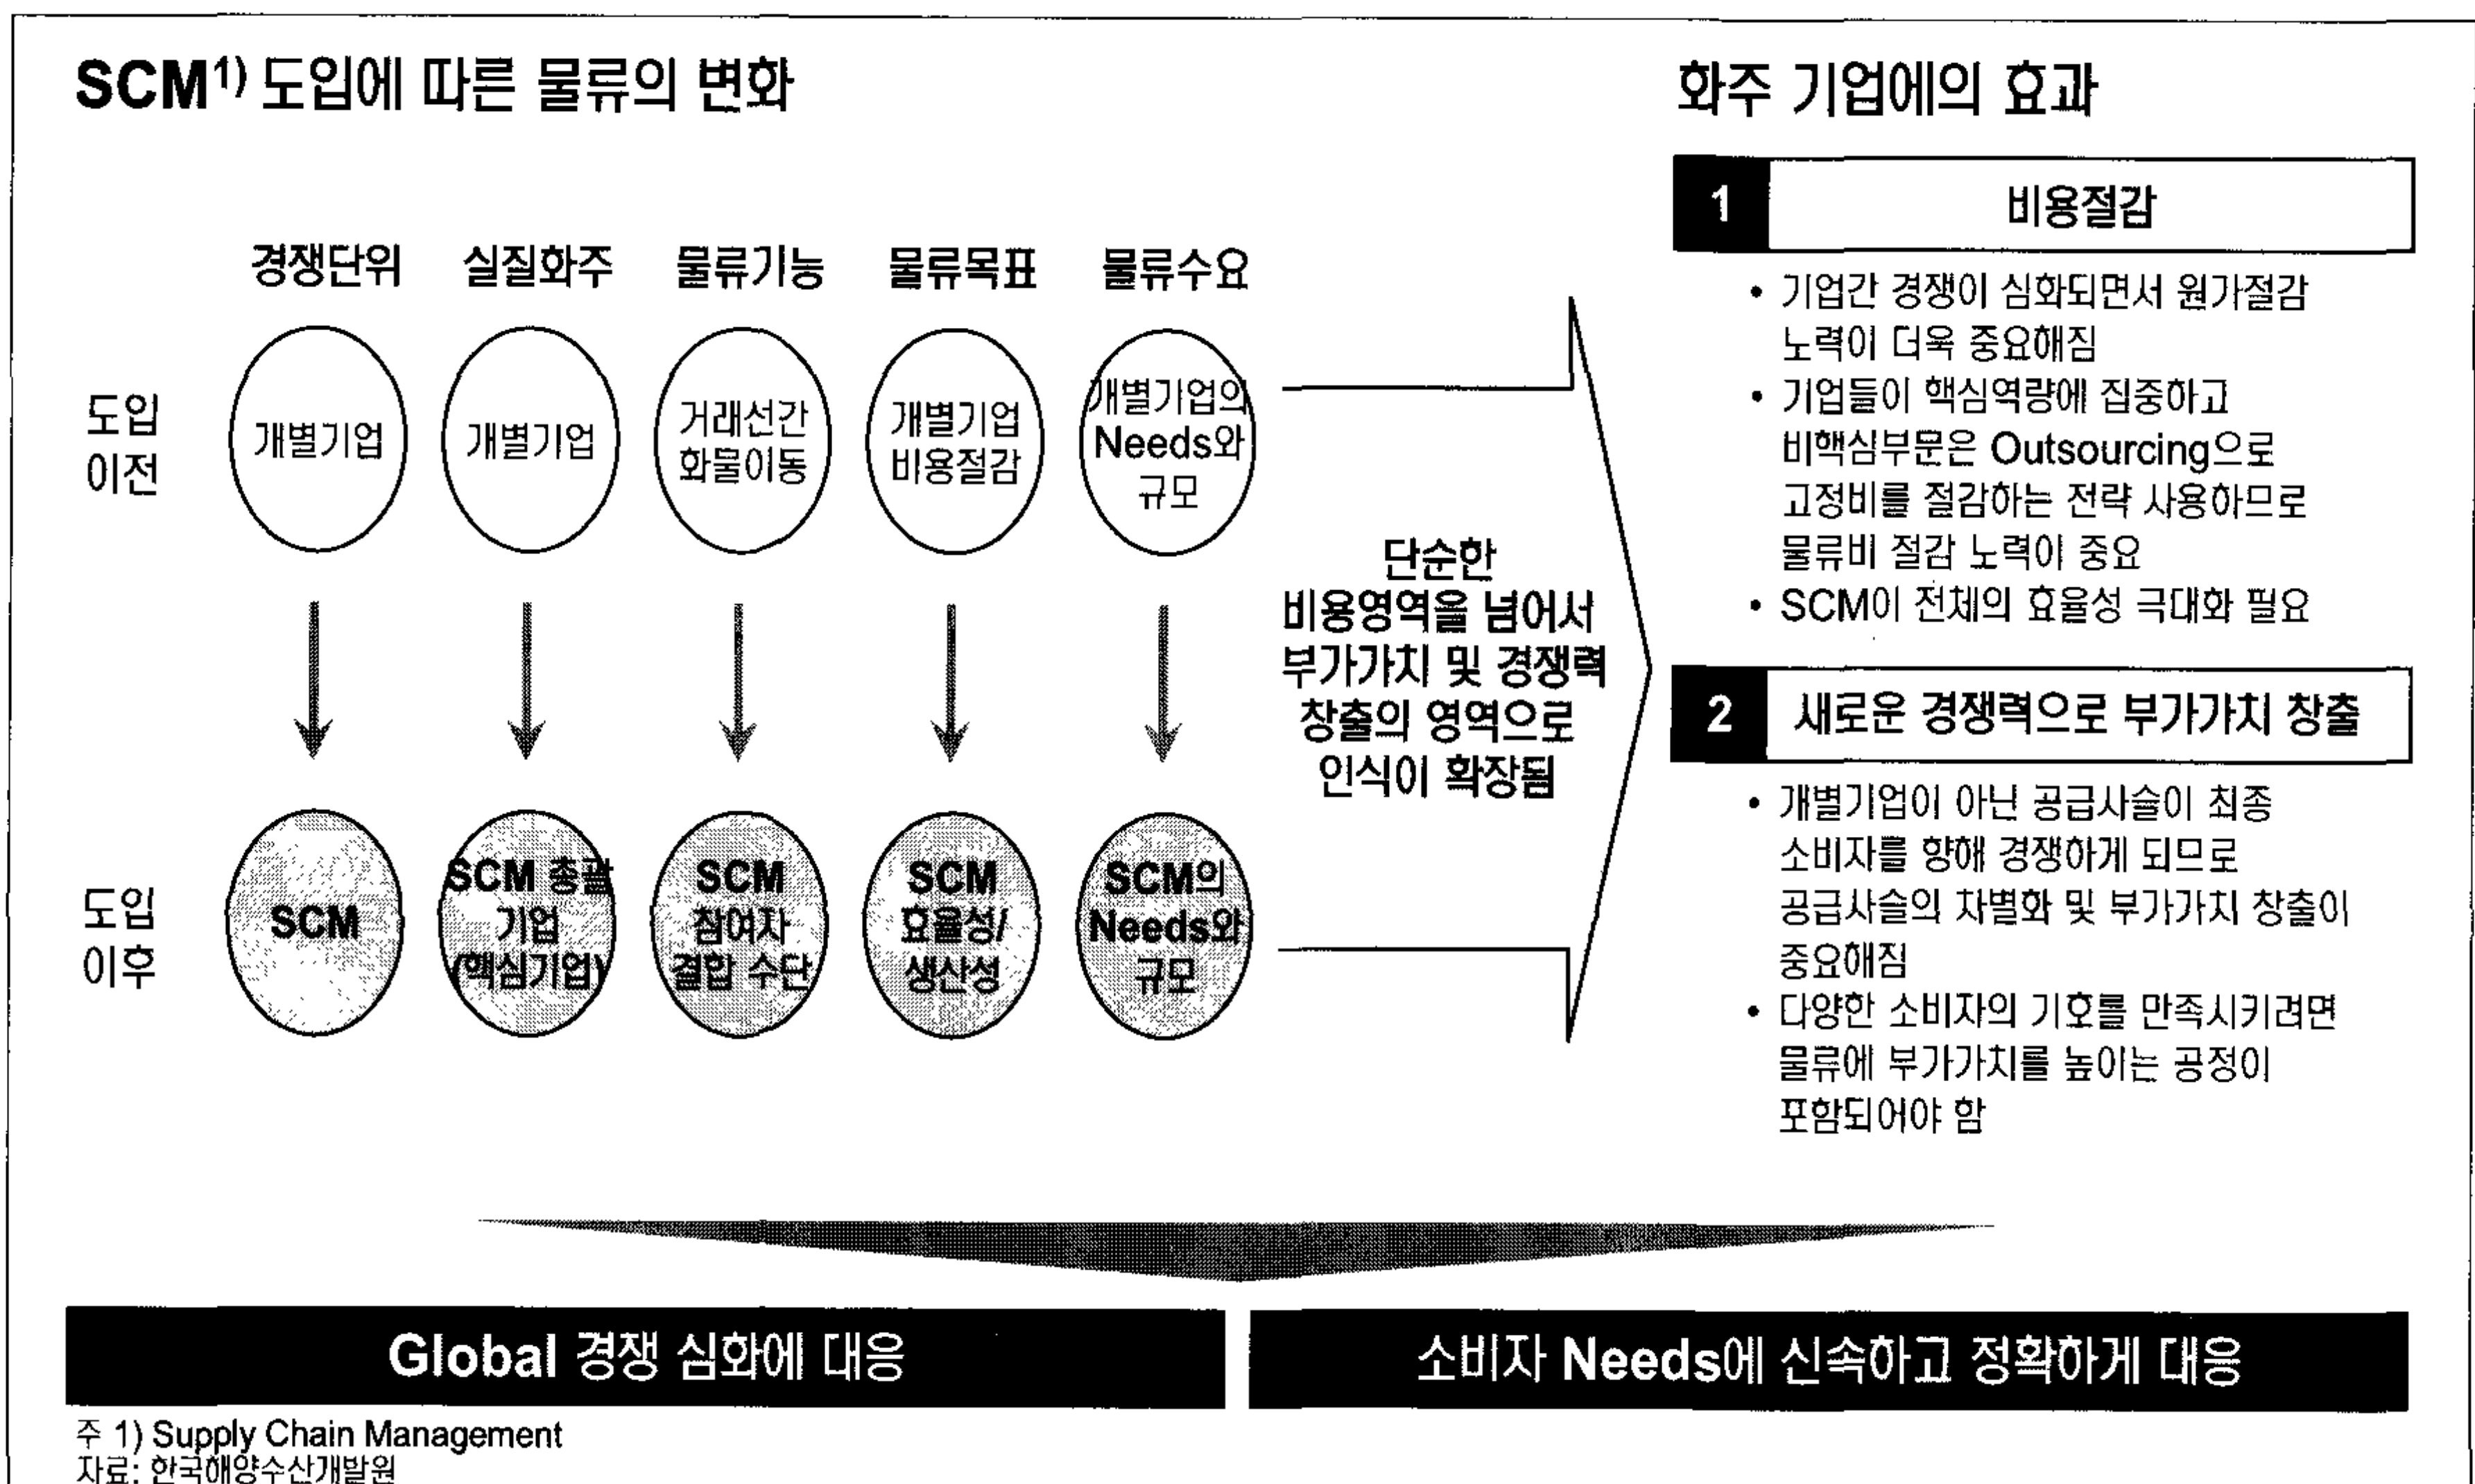 SCM1) 도입에 따른 물류의 변화
경쟁단위 실질화주 물류기능 물류목표 물류수요
도입
이전
개별기업
개별기업
거래선간
화물이동
개별기업
비용절감
개별기업의
Needs와
규모
도입
이후
SCM
SCM 총괄
기업
(핵심기업)
SCM
참여자
결합 수단
SCM
효율성/
생산성
SCM의
Needs와
규모
단순한
비용영역을 넘어서
부가가치 및 경쟁력
창출의 영역으로
인식이 확장됨
화주 기업에의 효과
1 비용절감
• 기업간 경쟁이 심화되면서 원가절감
노력이 더욱 중요해짐
• 기업들이 핵심역량에 집중하고
비핵심부문은 Outsourcing으로
고정비를 절감하는 전략 사용하므로
물류비 절감 노력이 중요
• SCM이 전체의 효율성 극대화 필요
2 새로운 경쟁력으로 부가가치 창출
• 개별기업이 아닌 공급사슬이 최종
소비자를 향해 경쟁하게 되므로
공급사슬의 차별화 및 부가가치 창출이
중요해짐
• 다양한 소비자의 기호를 만족시키려면
물류에 부가가치를 높이는 공정이
포함되어야 함
Global 경쟁 심화에 대응
소비자 Needs에 신속하고 정확하게 대응
주 1) Supply Chain Management
자료: 한국해양수산개발원